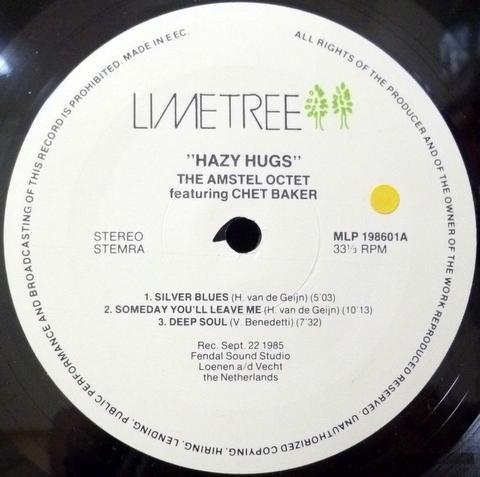 LIMETREE
"HAZY HUGS"
THE AMSTEL OCTET
featuring CHET BAKER
STEREO
STEMRA
MLP 198601A
33⅓ RPM
1. SILVER BLUES (H. van de Geijn) (5'03)
2. SOMEDAY YOU'LL LEAVE ME (H. van de Geijn) (10'13)
3. DEEP SOUL (V. Benedetti) (7'32)
Rec. Sept. 22 1985
Fendal Sound Studio
Loenen a/d Vecht
the Netherlands
ALL RIGHTS OF THE PRODUCER AND OF THE OWNER OF THE WORK REPRODUCED RESERVED. UNAUTHORIZED COPYING, HIRING, LENDING, PUBLIC PERFORMANCE AND BROADCASTING OF THIS RECORD IS PROHIBITED. MADE IN EEC.